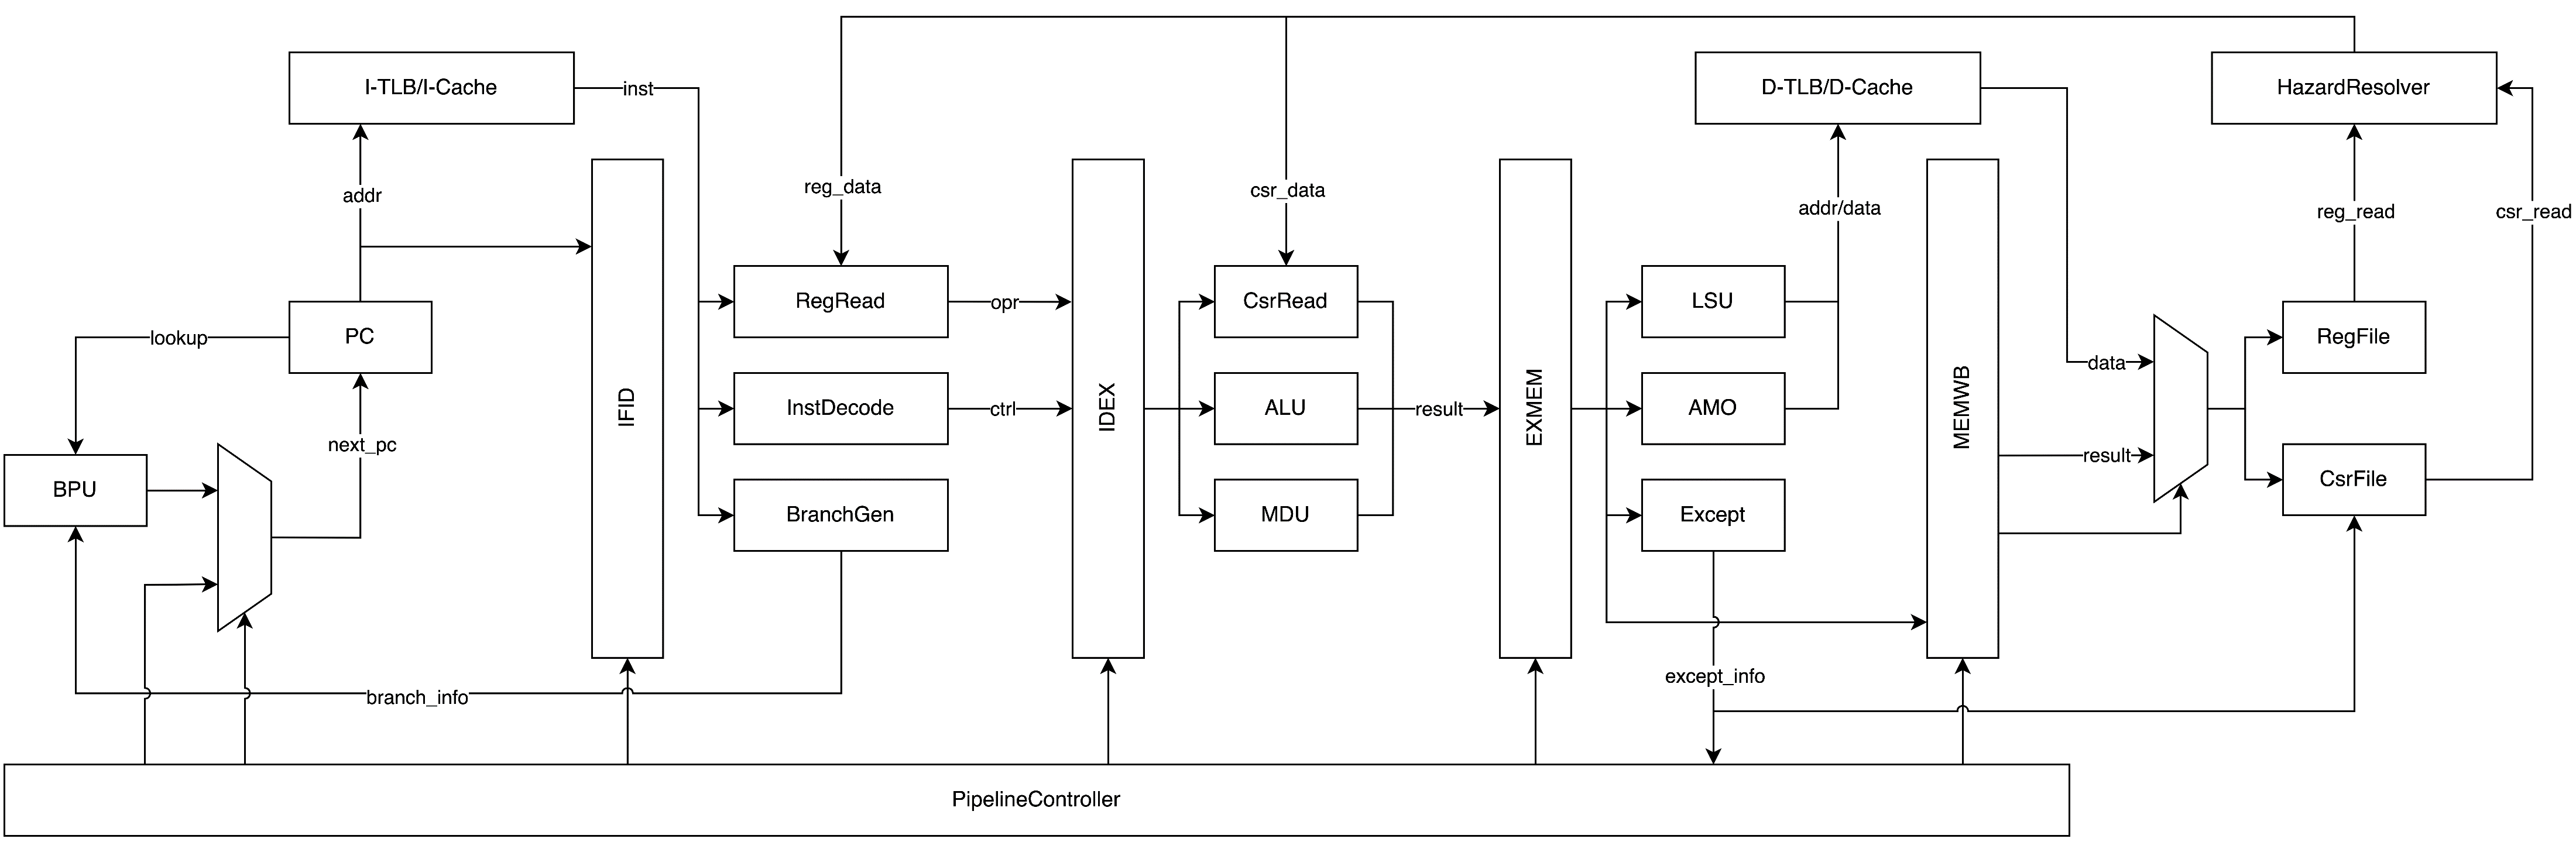 I-TLB/I-Cache
inst
D-TLB/D-Cache
HazardResolver
addr
reg_data
csr_data
addr/data
reg_read
csr_read
RegRead
opr
CsrRead
LSU
lookup
PC
RegFile
data
IFID
InstDecode
ctrl
IDEX
ALU
result
EXMEM
AMO
MEMWB
next_pc
result
BPU
CsrFile
BranchGen
MDU
Except
branch_info
except_info
PipelineController